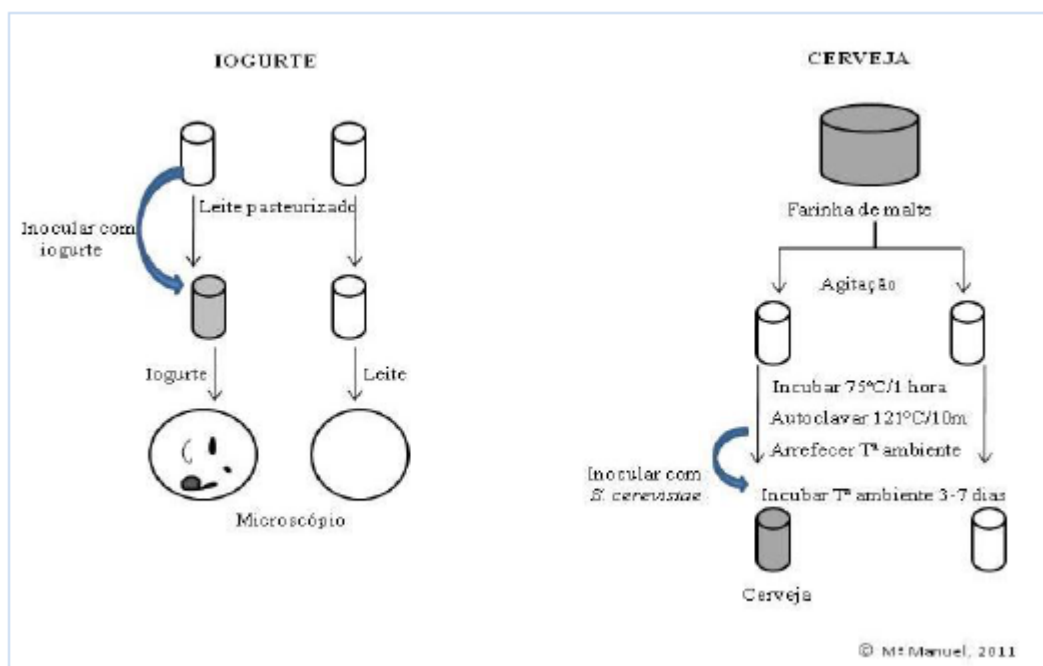 IOGURTE
Leite pasteurizado
Inocular com
iogurte
Iogurte
Leite
Microscópio
CERVEJA
Farinha de malte
Agitação
Incubar 75ºC/1 hora
Autoclavar 121ºC/10m
Arrefecer Tª ambiente
Inocular com
S. cerevistae
Incubar Tª ambiente 3-7 dias
Cerveja
© Mª Manuel, 2011